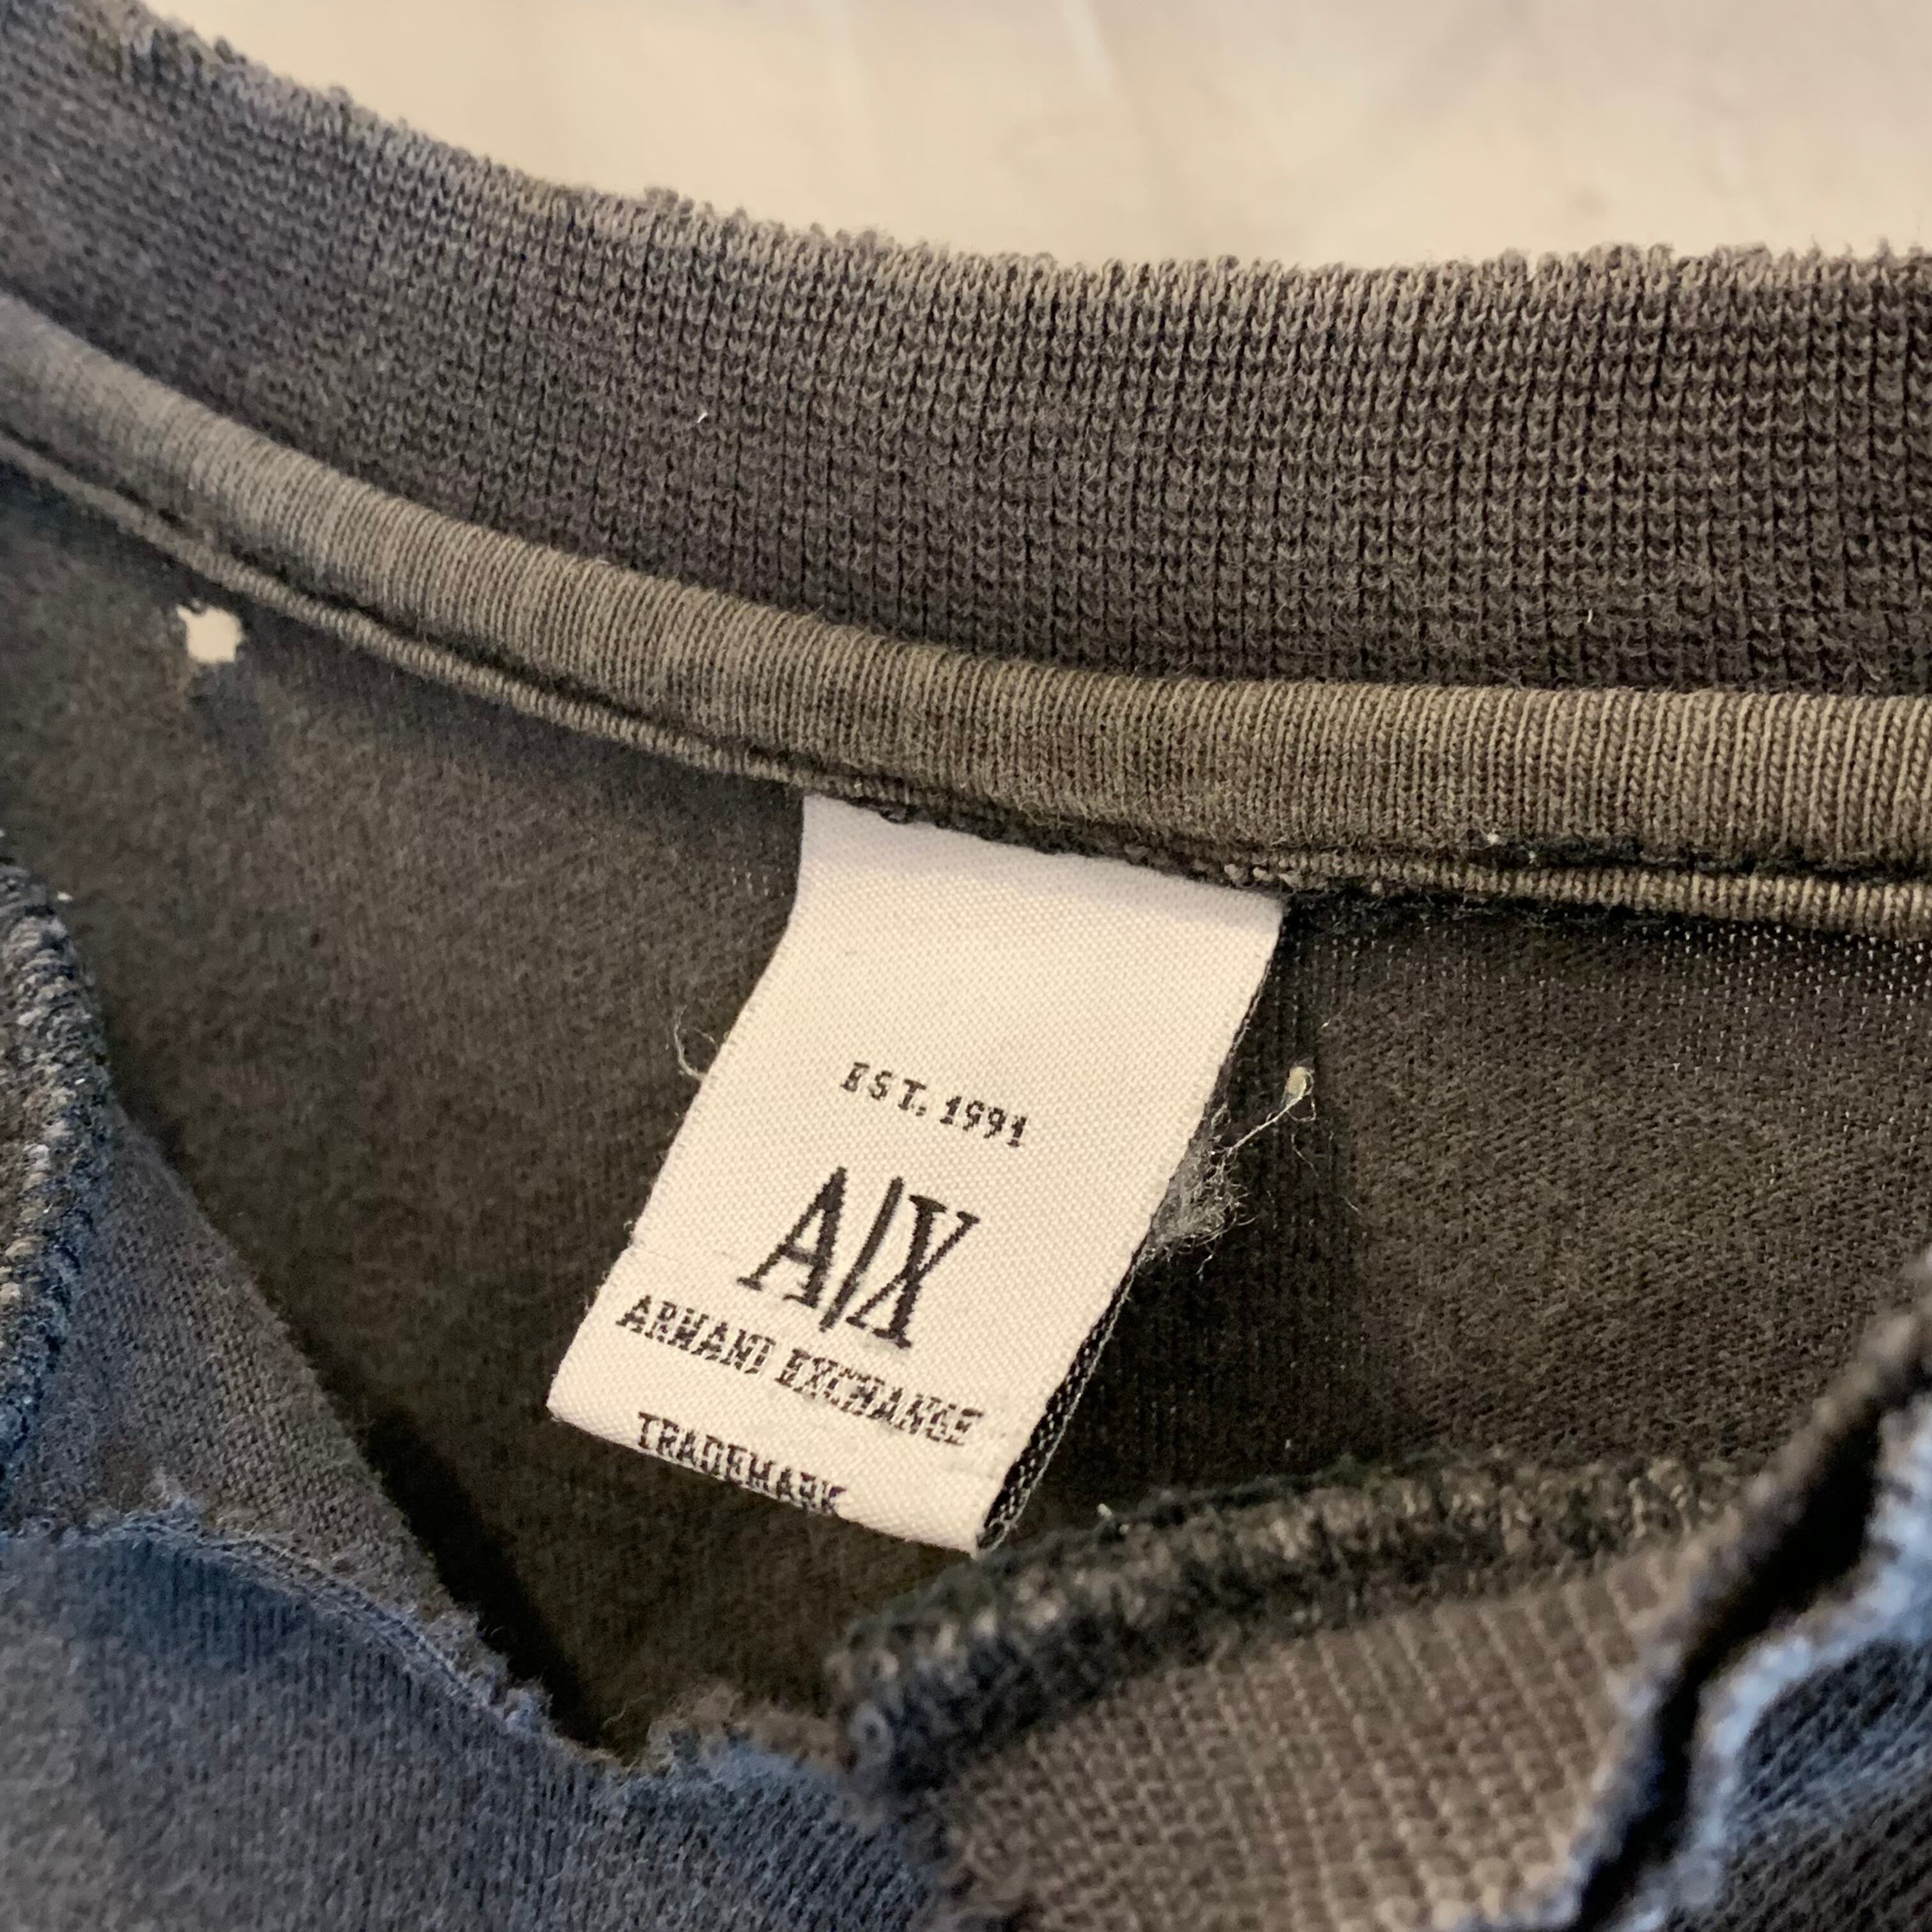 EST. 1991
A|X
ARMANI EXCHANGE
TRADEMARK